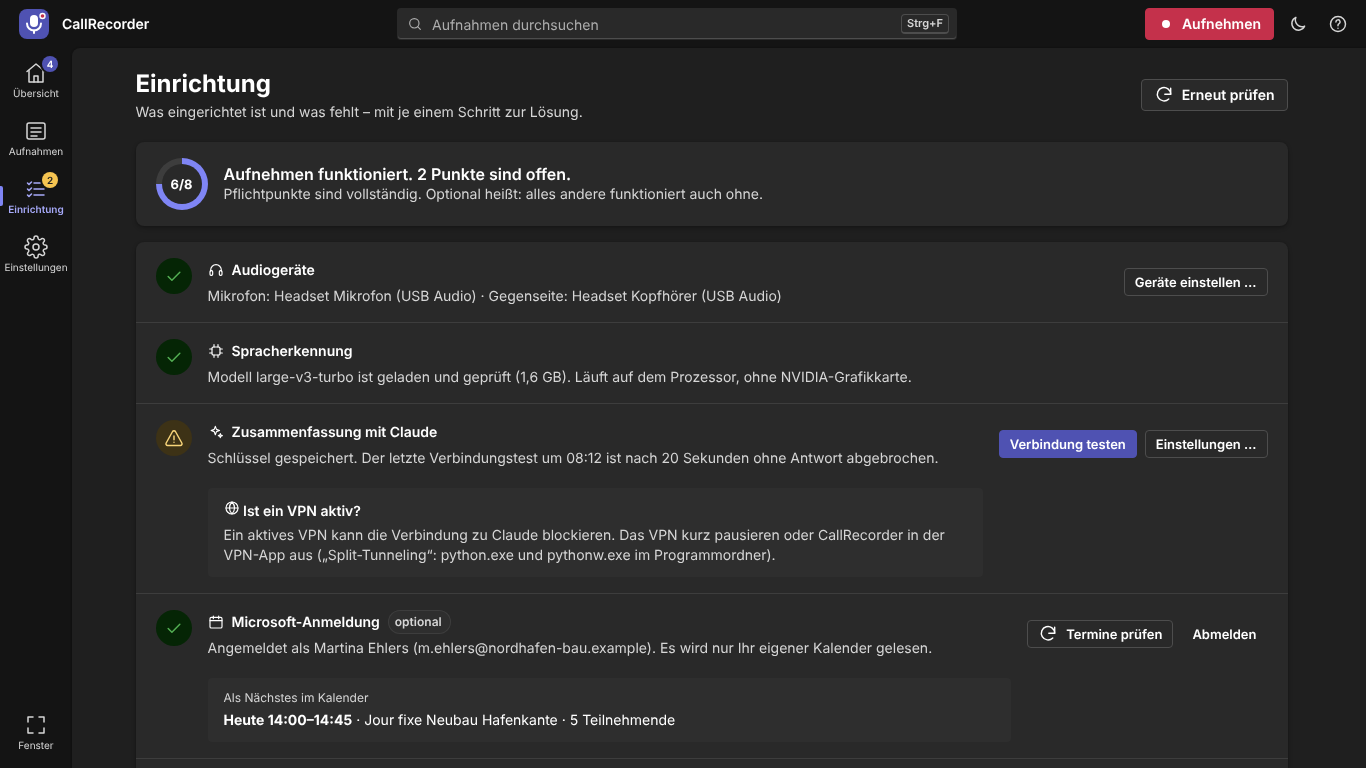 CallRecorder
Aufnahmen durchsuchen
Strg+F
Aufnehmen
4
Übersicht
Aufnahmen
2
Einrichtung
Einstellungen
Fenster
Einrichtung
Was eingerichtet ist und was fehlt – mit je einem Schritt zur Lösung.
Erneut prüfen
6/8
Aufnehmen funktioniert. 2 Punkte sind offen.
Pflichtpunkte sind vollständig. Optional heißt: alles andere funktioniert auch ohne.
Audiogeräte
Mikrofon: Headset Mikrofon (USB Audio) · Gegenseite: Headset Kopfhörer (USB Audio)
Geräte einstellen ...
Spracherkennung
Modell large-v3-turbo ist geladen und geprüft (1,6 GB). Läuft auf dem Prozessor, ohne NVIDIA-Grafikkarte.
Zusammenfassung mit Claude
Schlüssel gespeichert. Der letzte Verbindungstest um 08:12 ist nach 20 Sekunden ohne Antwort abgebrochen.
Verbindung testen
Einstellungen ...
Ist ein VPN aktiv?
Ein aktives VPN kann die Verbindung zu Claude blockieren. Das VPN kurz pausieren oder CallRecorder in der
VPN-App aus („Split-Tunneling“: python.exe und pythonw.exe im Programmordner).
Microsoft-Anmeldung
optional
Angemeldet als Martina Ehlers (m.ehlers@nordhafen-bau.example). Es wird nur Ihr eigener Kalender gelesen.
Termine prüfen
Abmelden
Als Nächstes im Kalender
Heute 14:00–14:45 · Jour fixe Neubau Hafenkante · 5 Teilnehmende